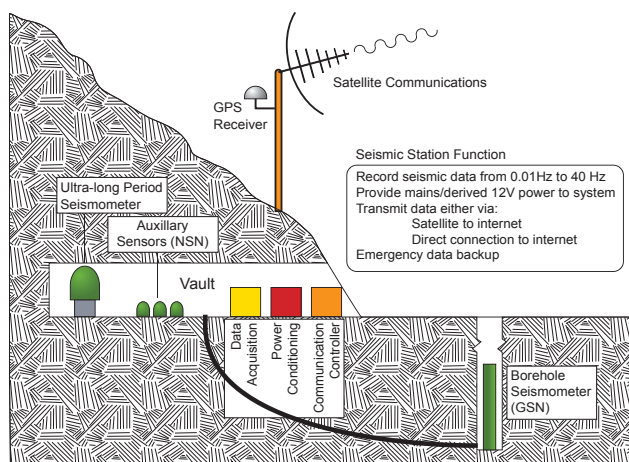 Satellite Communications
GPS
Receiver
Seismic Station Function
Record seismic data from 0.01Hz to 40 Hz
Provide mains/derived 12V power to system
Transmit data either via:
Satellite to internet
Direct connection to internet
Emergency data backup
Ultra-long Period
Seismometer
Auxillary
Sensors (NSN)
Vault
Data
Acquisition
Power
Conditioning
Communication
Controller
Borehole
Seismometer
(GSN)